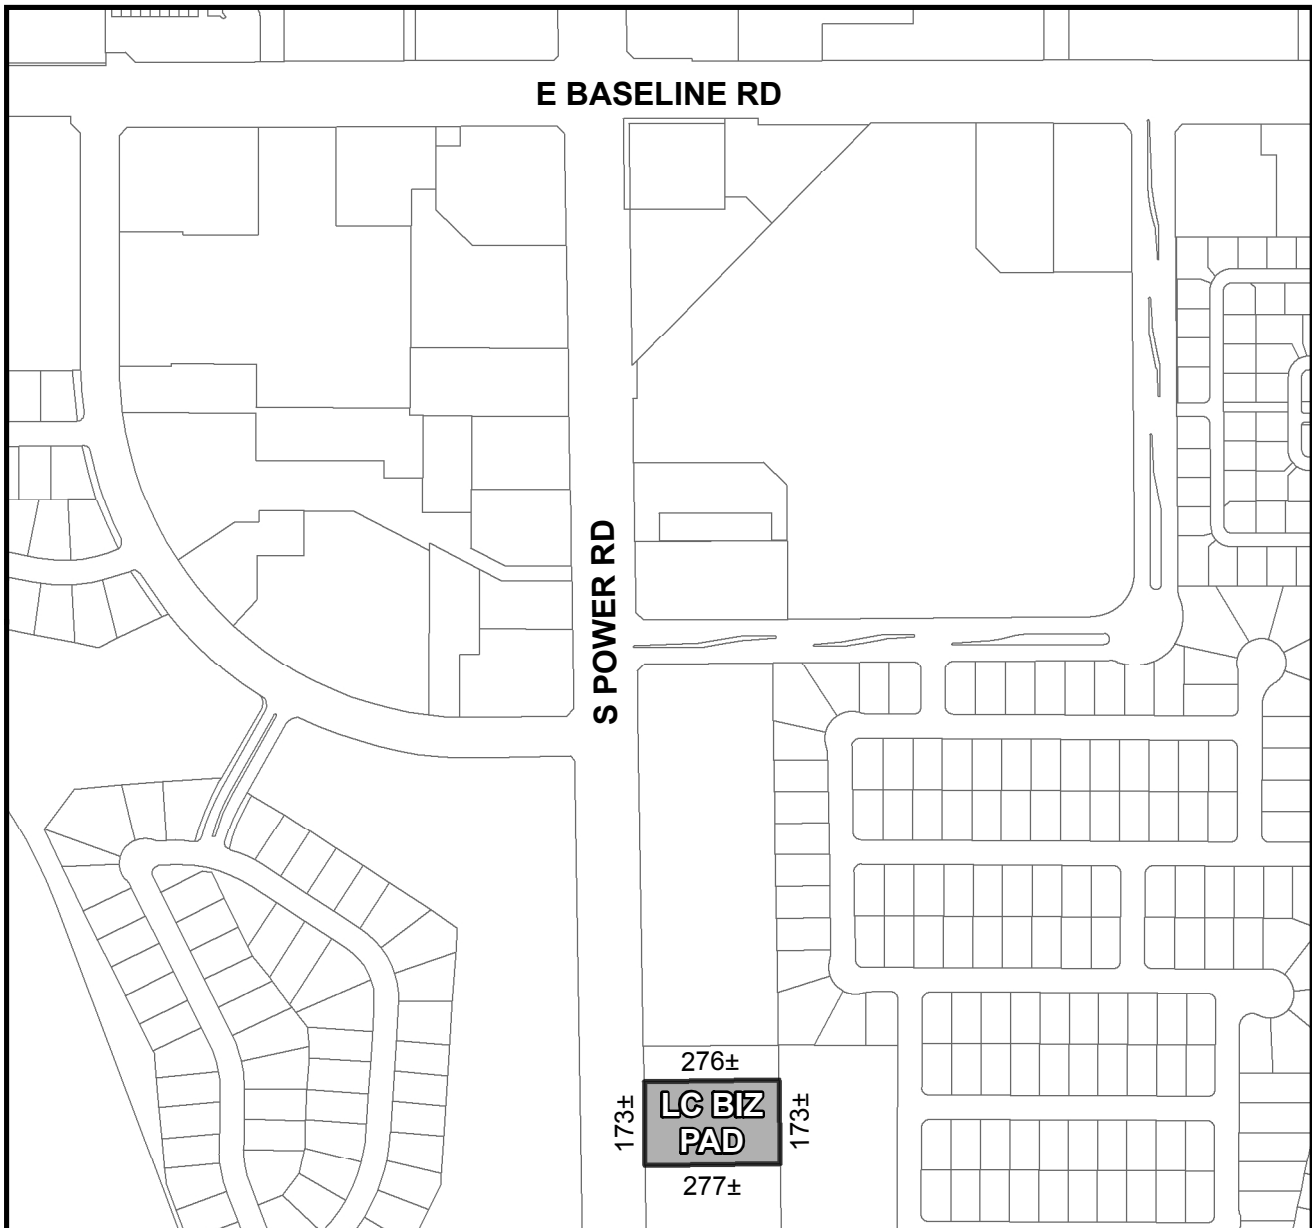 E BASELINE RD
S POWER RD
276±
173±
LC BIZ
PAD
173±
277±